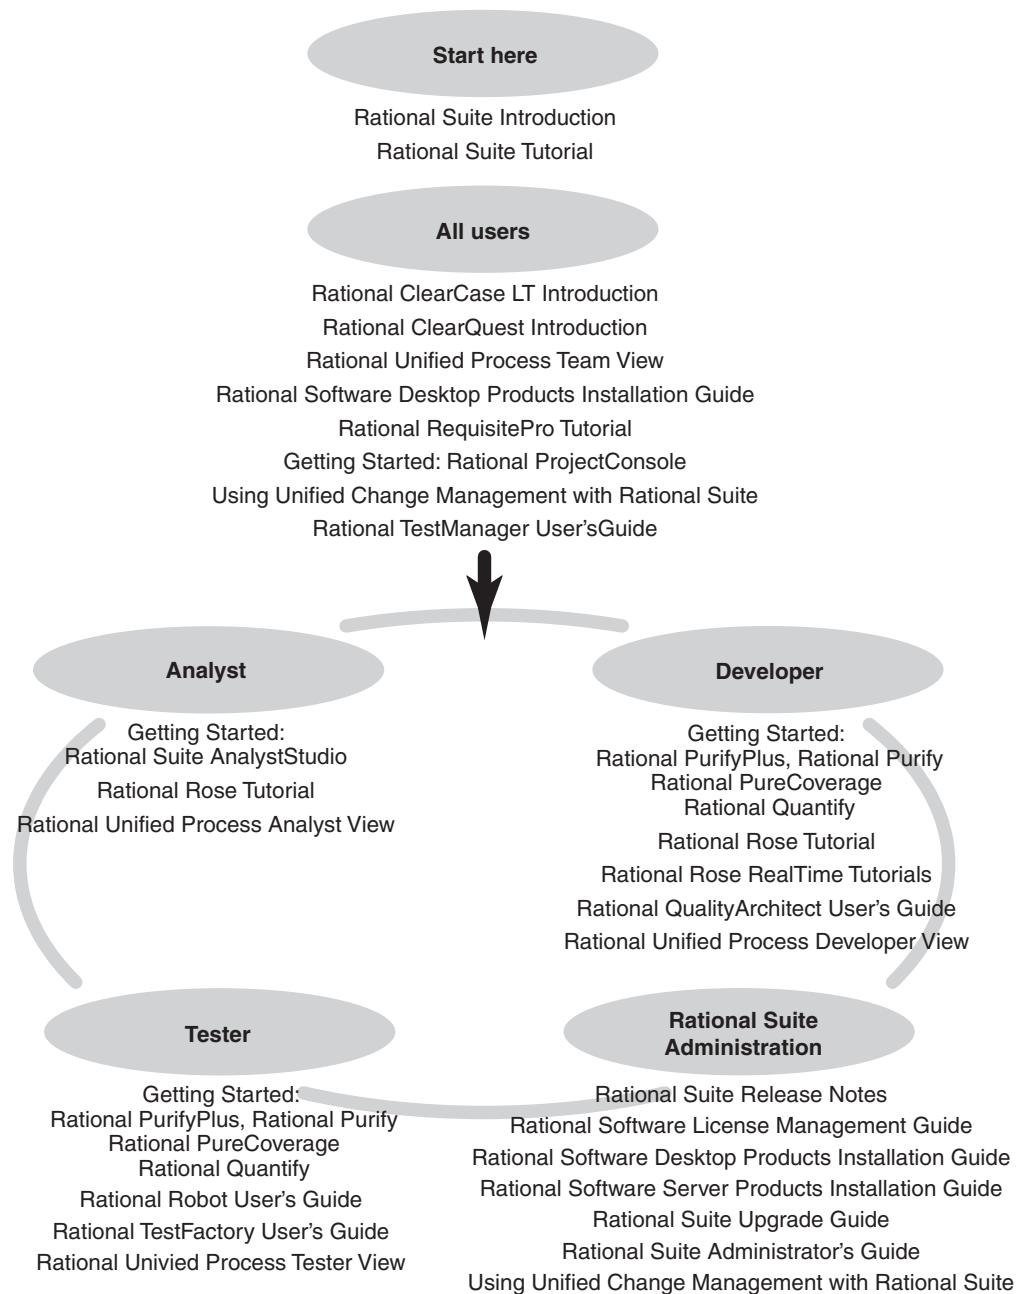 Start here
Rational Suite Introduction
Rational Suite Tutorial
All users
Rational ClearCase LT Introduction
Rational ClearQuest Introduction
Rational Unified Process Team View
Rational Software Desktop Products Installation Guide
Rational RequisitePro Tutorial
Getting Started: Rational ProjectConsole
Using Unified Change Management with Rational Suite
Rational TestManager User'sGuide
Analyst
Getting Started:
Rational Suite AnalystStudio
Rational Rose Tutorial
Rational Unified Process Analyst View
Developer
Getting Started:
Rational PurifyPlus, Rational Purify
Rational PureCoverage
Rational Quantify
Rational Rose Tutorial
Rational Rose RealTime Tutorials
Rational QualityArchitect User's Guide
Rational Unified Process Developer View
Tester
Getting Started:
Rational PurifyPlus, Rational Purify
Rational PureCoverage
Rational Quantify
Rational Robot User's Guide
Rational TestFactory User's Guide
Rational Univied Process Tester View
Rational Suite
Administration
Rational Suite Release Notes
Rational Software License Management Guide
Rational Software Desktop Products Installation Guide
Rational Software Server Products Installation Guide
Rational Suite Upgrade Guide
Rational Suite Administrator's Guide
Using Unified Change Management with Rational Suite